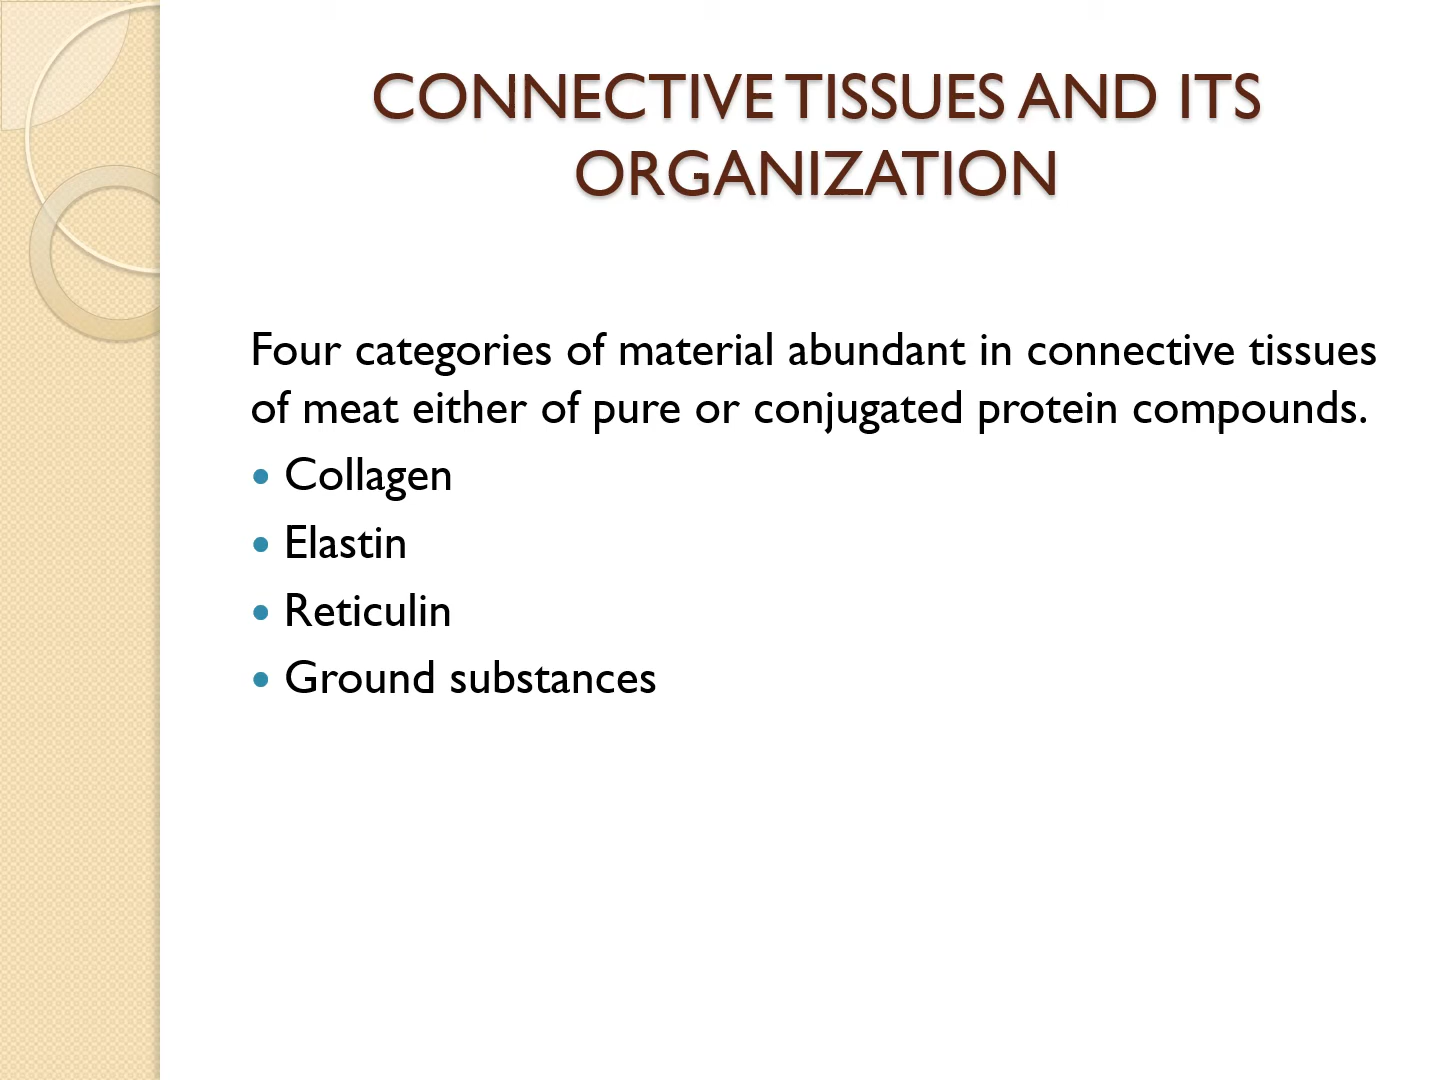 CONNECTIVE TISSUES AND ITS
ORGANIZATION
Four categories of material abundant in connective tissues
of meat either of pure or conjugated protein compounds.
• Collagen
• Elastin
• Reticulin
• Ground substances